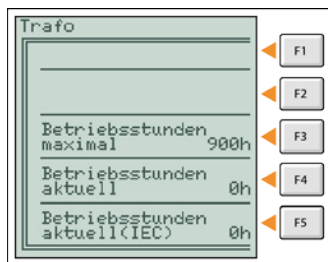 Trafo
F1
F2
Betriebsstunden
maximal 900h
F3
Betriebsstunden
aktuell 0h
F4
Betriebsstunden
aktuell(IEC) 0h
F5